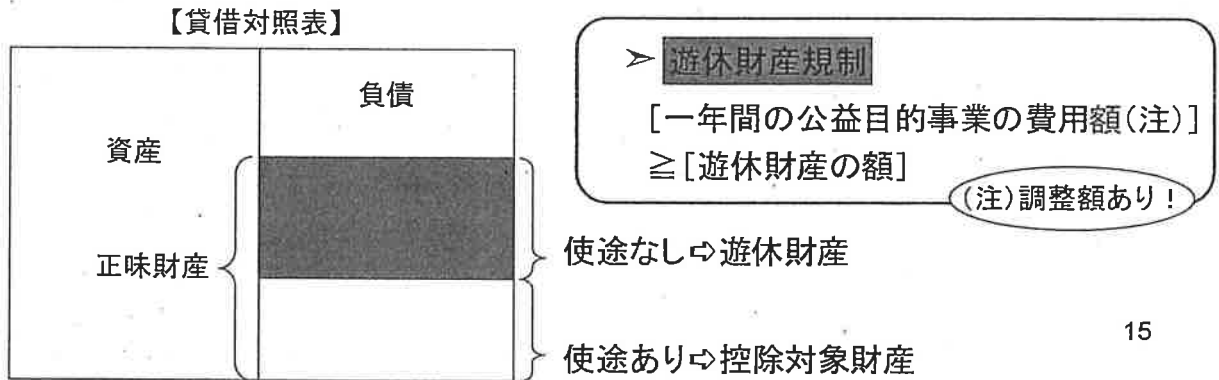 【貸借対照表】
資産
負債
正味財産
➢ 遊休財産規制
[一年間の公益目的事業の費用額(注)]
≧[遊休財産の額]
(注)調整額あり！
使途なし⇨遊休財産
使途あり⇨控除対象財産
15